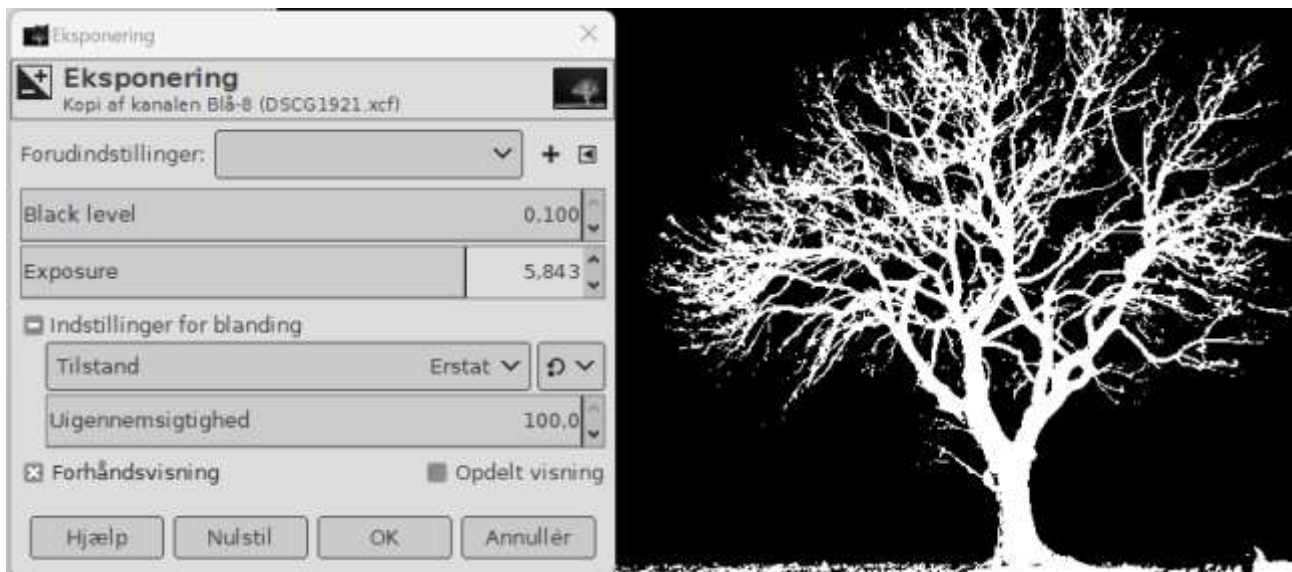 Eksponering
Eksponering
Kopi af kanalen Blå-8 (DSCG1921.xcf)
Forudindstillinger:
Black level 0.100
Exposure 5,843
Indstillinger for blanding
Tilstand Erstat
Uigennemsigtighed 100,0
Forhåndsvisning Opdelt visning
Hjælp Nulstil OK Annullér